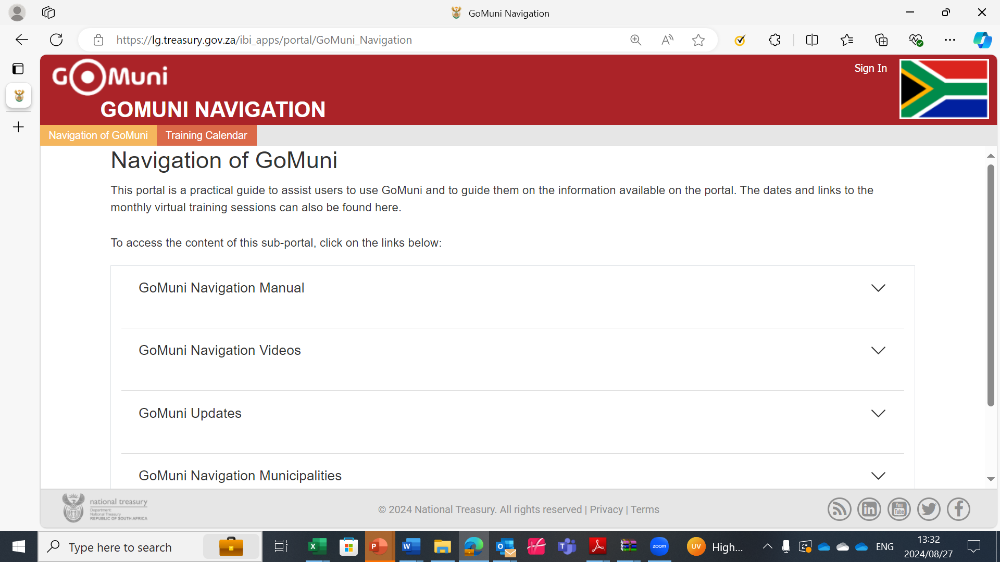 GoMuni Navigation
https://lg.treasury.gov.za/ibi_apps/portal/GoMuni_Navigation
GOMuni
Sign In
GOMUNI NAVIGATION
Navigation of GoMuni
Training Calendar
Navigation of GoMuni
This portal is a practical guide to assist users to use GoMuni and to guide them on the information available on the portal. The dates and links to the
monthly virtual training sessions can also be found here.
To access the content of this sub-portal, click on the links below:
GoMuni Navigation Manual
GoMuni Navigation Videos
GoMuni Updates
GoMuni Navigation Municipalities
national treasury
Department:
National Treasury
REPUBLIC OF SOUTH AFRICA
© 2024 National Treasury. All rights reserved | Privacy | Terms
You
Tube
Type here to search
zoom
UV
High...
ENG
13:32
2024/08/27